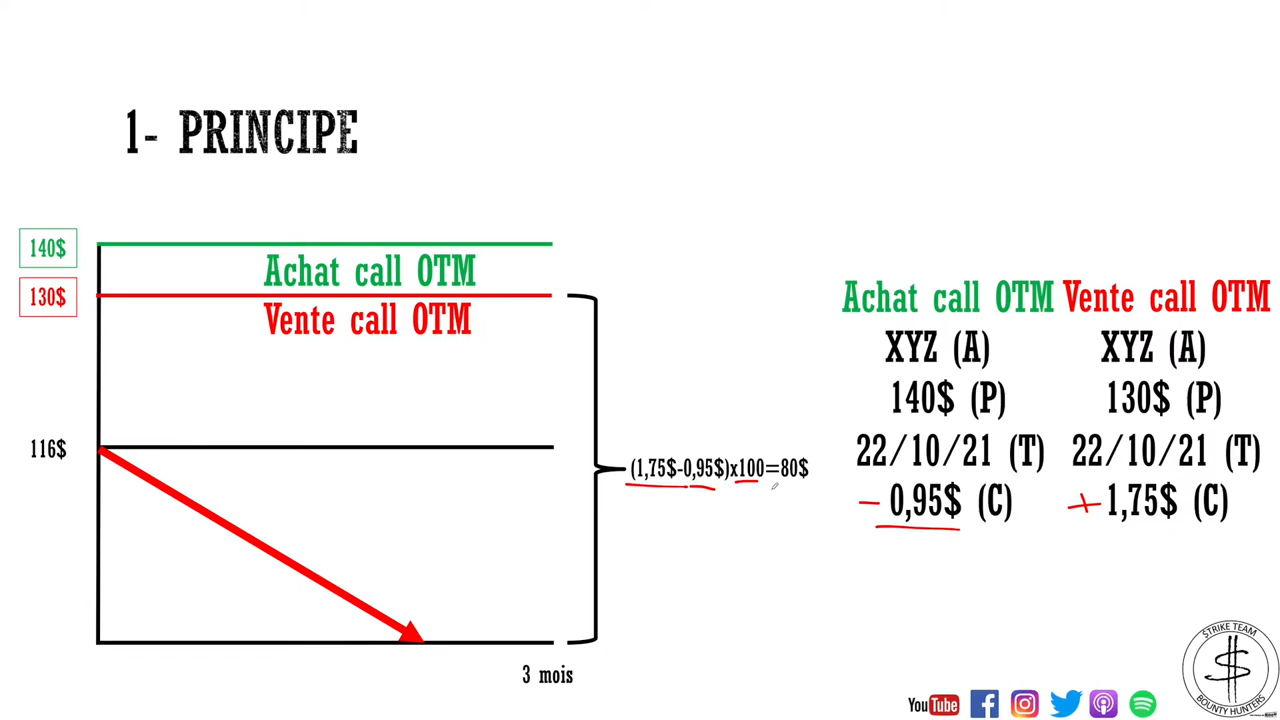 1- PRINCIPE
140$
Achat call OTM
130$
Vente call OTM
116$
(1,75$-0,95$)x100=80$
3 mois
Achat call OTM
XYZ (A)
140$ (P)
22/10/21 (T)
- 0,95$ (C)
Vente call OTM
XYZ (A)
130$ (P)
22/10/21 (T)
+ 1,75$ (C)
YouTube
STRIKE TEAM
BOUNTY HUNTERS